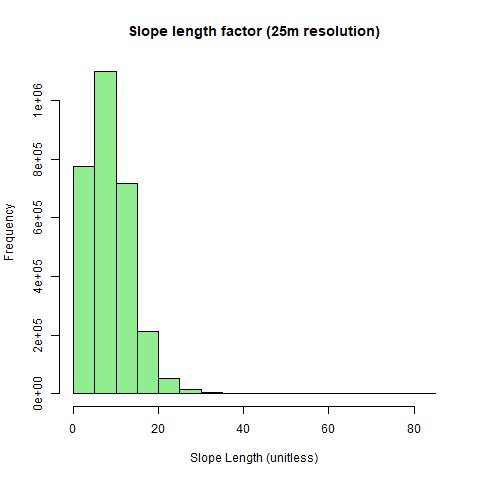 Slope length factor (25m resolution)
Frequency
1e+06
8e+05
6e+05
4e+05
2e+05
0e+00
0 20 40 60 80
Slope Length (unitless)